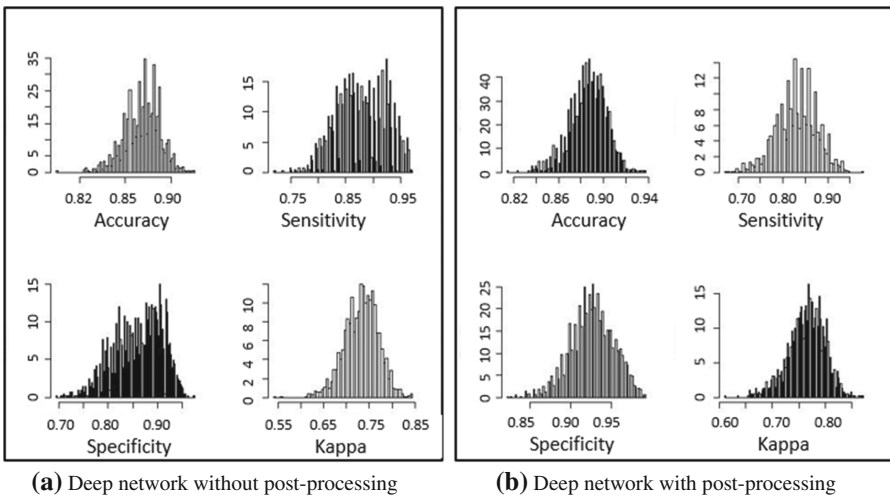 35
25
15
5
0
0.82 0.85 0.90
Accuracy
15
10
5
0
0.75 0.85 0.95
Sensitivity
15
10
5
0
0.70 0.80 0.90
Specificity
12
10
8
6
4
2
0
0.55 0.65 0.75 0.85
Kappa
(a) Deep network without post-processing
40
30
20
10
0
0.82 0.86 0.90 0.94
Accuracy
12
8
6
4
2
0
0.70 0.80 0.90
Sensitivity
25
20
15
10
5
0
0.85 0.90 0.95
Specificity
15
10
5
0
0.60 0.70 0.80
Kappa
(b) Deep network with post-processing